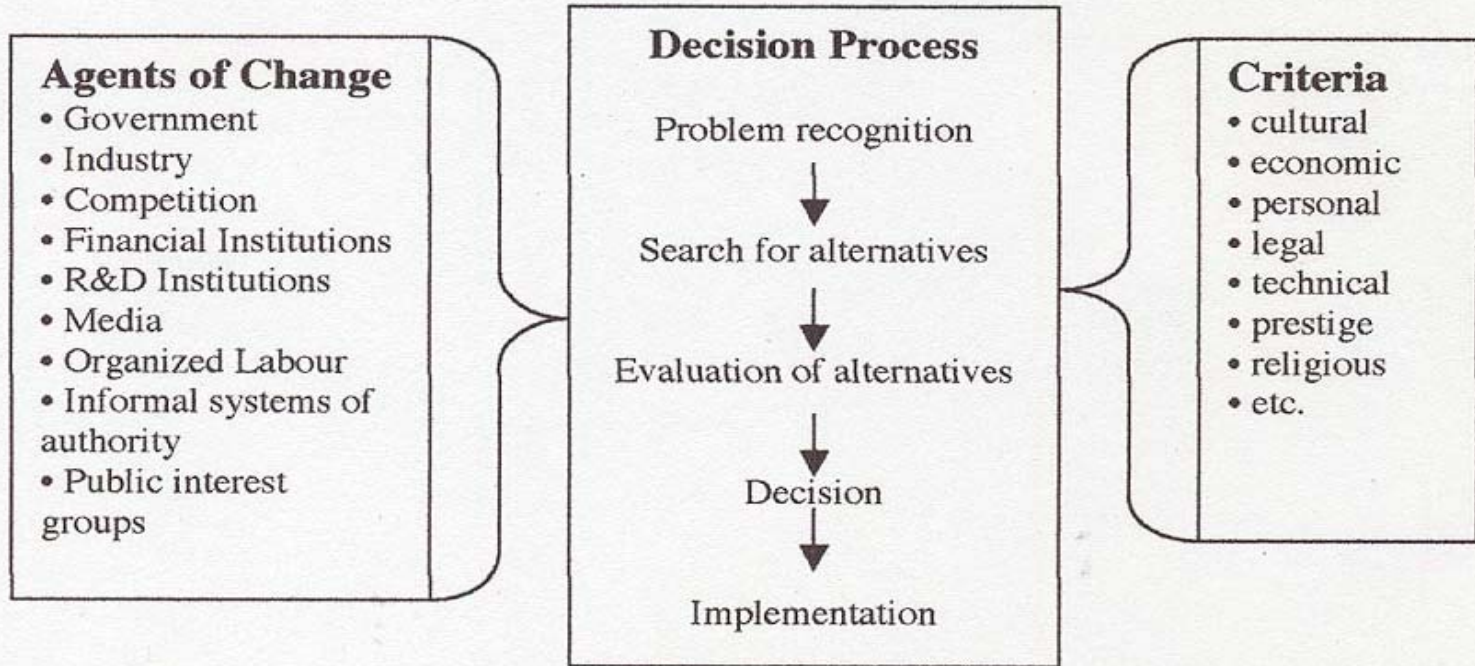 Agents of Change
• Government
• Industry
• Competition
• Financial Institutions
• R&D Institutions
• Media
• Organized Labour
• Informal systems of
authority
• Public interest
groups
Decision Process
Problem recognition
Search for alternatives
Evaluation of alternatives
Decision
Implementation
Criteria
• cultural
• economic
• personal
• legal
• technical
• prestige
• religious
• etc.